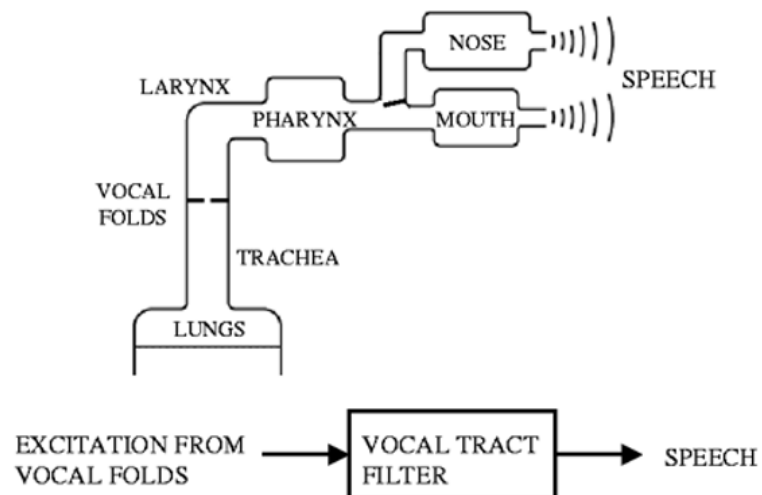 NOSE
SPEECH
LARYNX
PHARYNX
MOUTH
VOCAL
FOLDS
TRACHEA
LUNGS
EXCITATION FROM
VOCAL FOLDS
VOCAL TRACT
FILTER
SPEECH